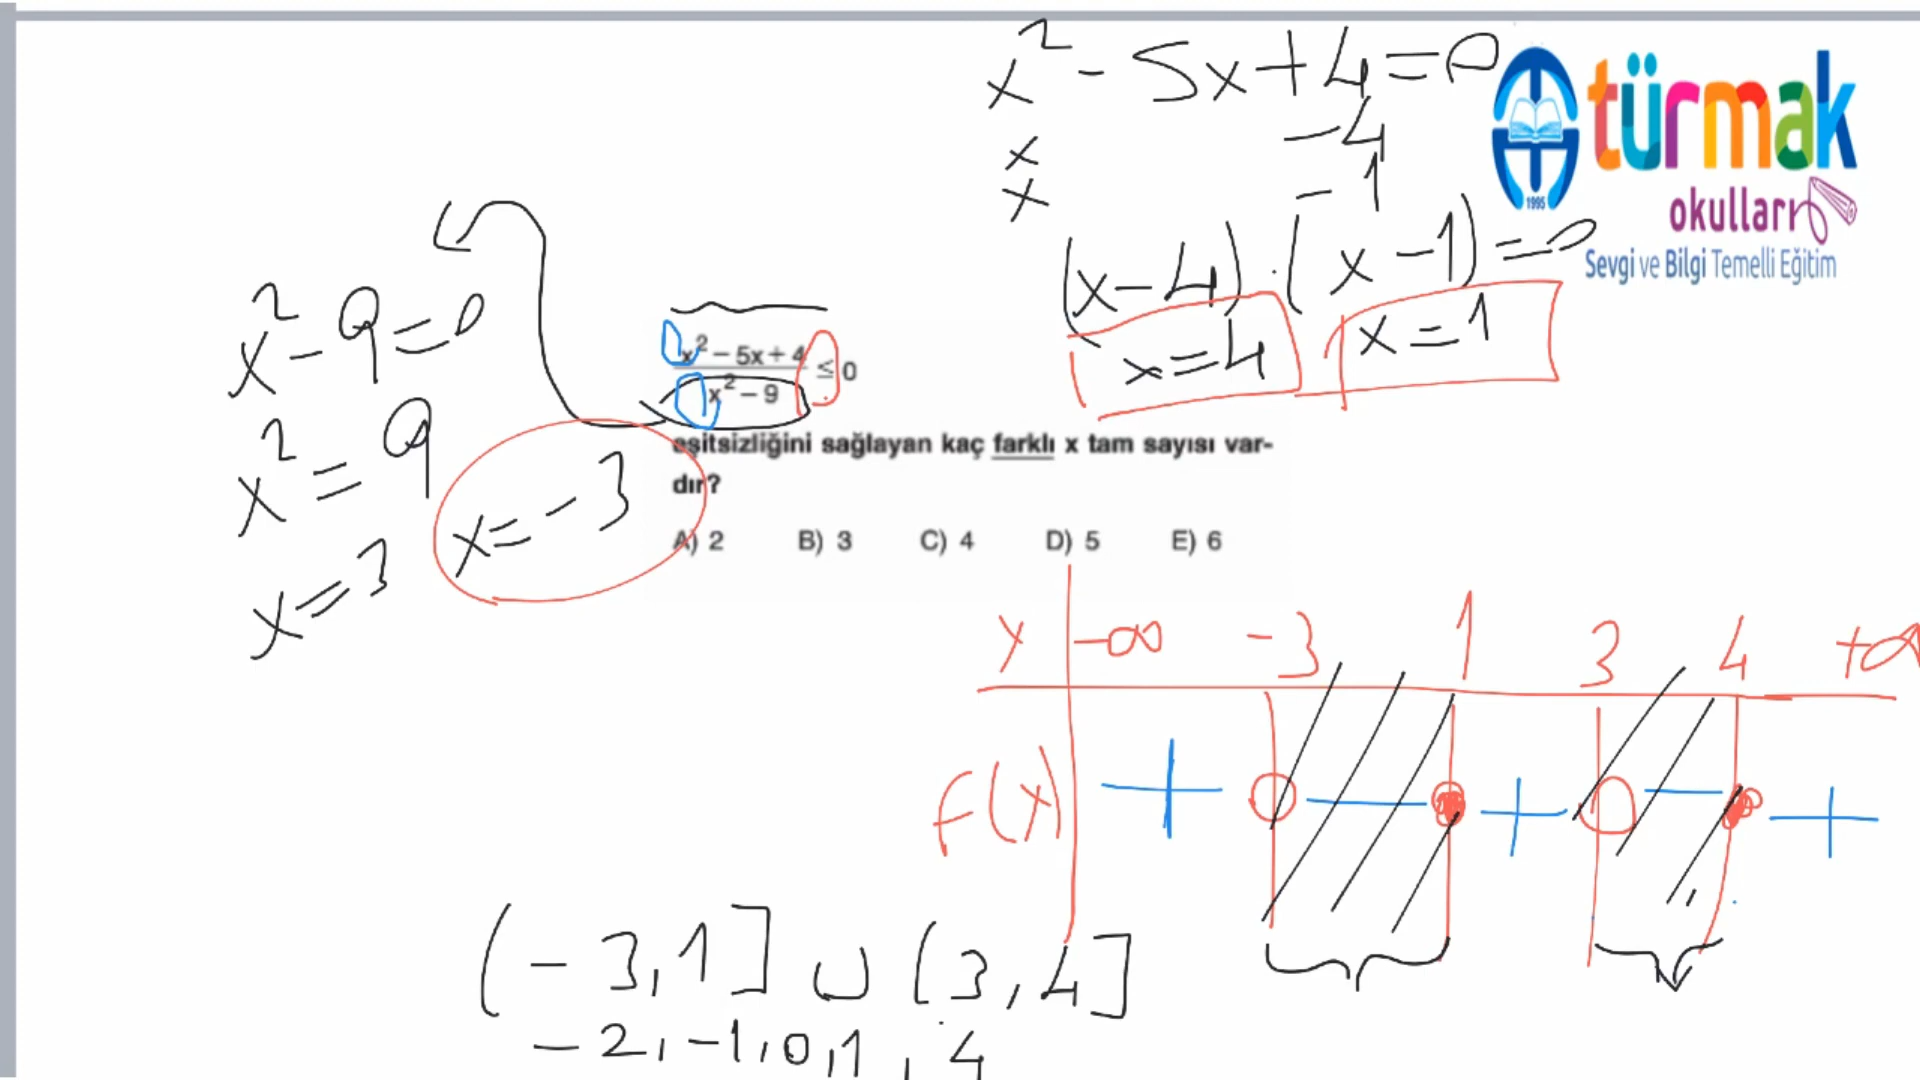 x² - 5x + 4 = 0
x -4
x -1
(x - 4) · (x - 1) = 0
x = 4 x = 1
türmak
okulları
1995
Sevgi ve Bilgi Temelli Eğitim
x² - 9 = 0
x² = 9
x = 3 x = -3
x² - 5x + 4
x² - 9
≤ 0
eşitsizliğini sağlayan kaç farklı x tam sayısı var-
dır?
A) 2 B) 3 C) 4 D) 5 E) 6
x -∞ -3 1 3 4 +∞
f(x) + - + - +
(-3, 1] ∪ (3, 4]
-2, -1, 0, 1, 4